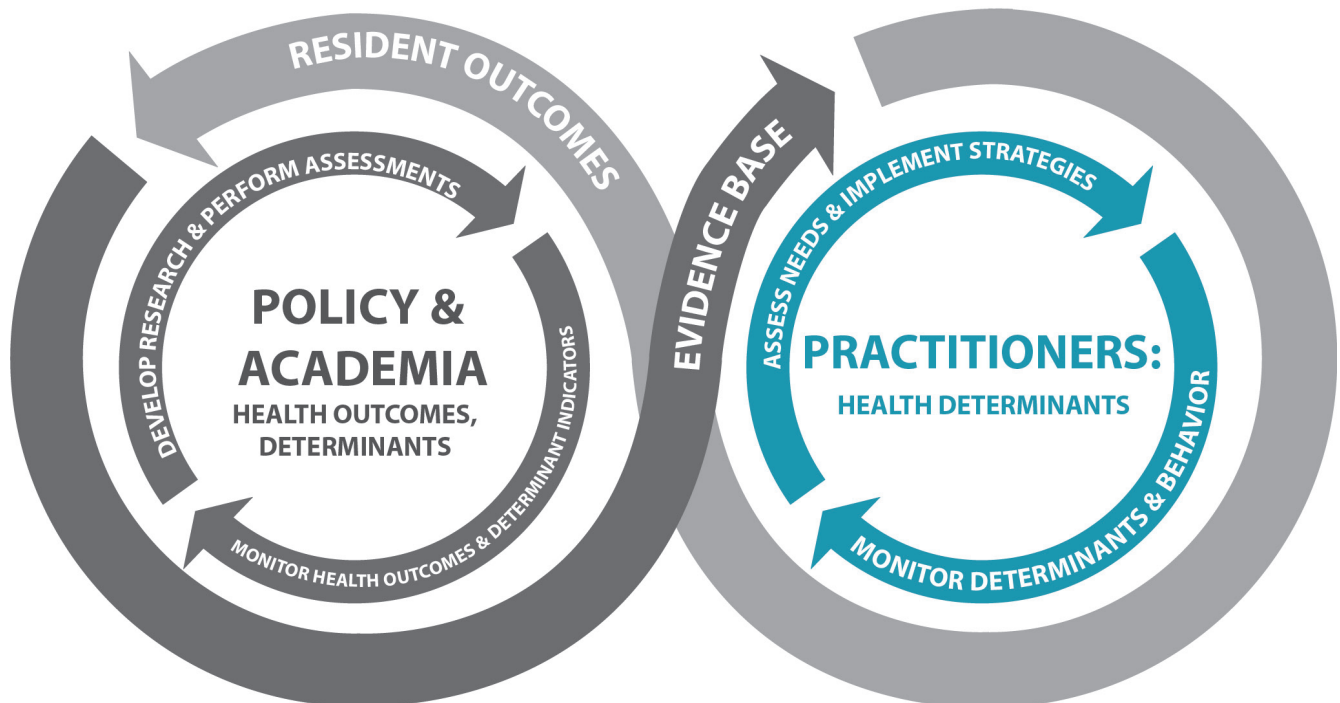 RESIDENT OUTCOMES
EVIDENCE BASE
DEVELOP RESEARCH & PERFORM ASSESSMENTS
POLICY &
ACADEMIA
HEALTH OUTCOMES,
DETERMINANTS
MONITOR HEALTH OUTCOMES & DETERMINANT INDICATORS
ASSESS NEEDS & IMPLEMENT STRATEGIES
PRACTITIONERS:
HEALTH DETERMINANTS
MONITOR DETERMINANTS & BEHAVIOR